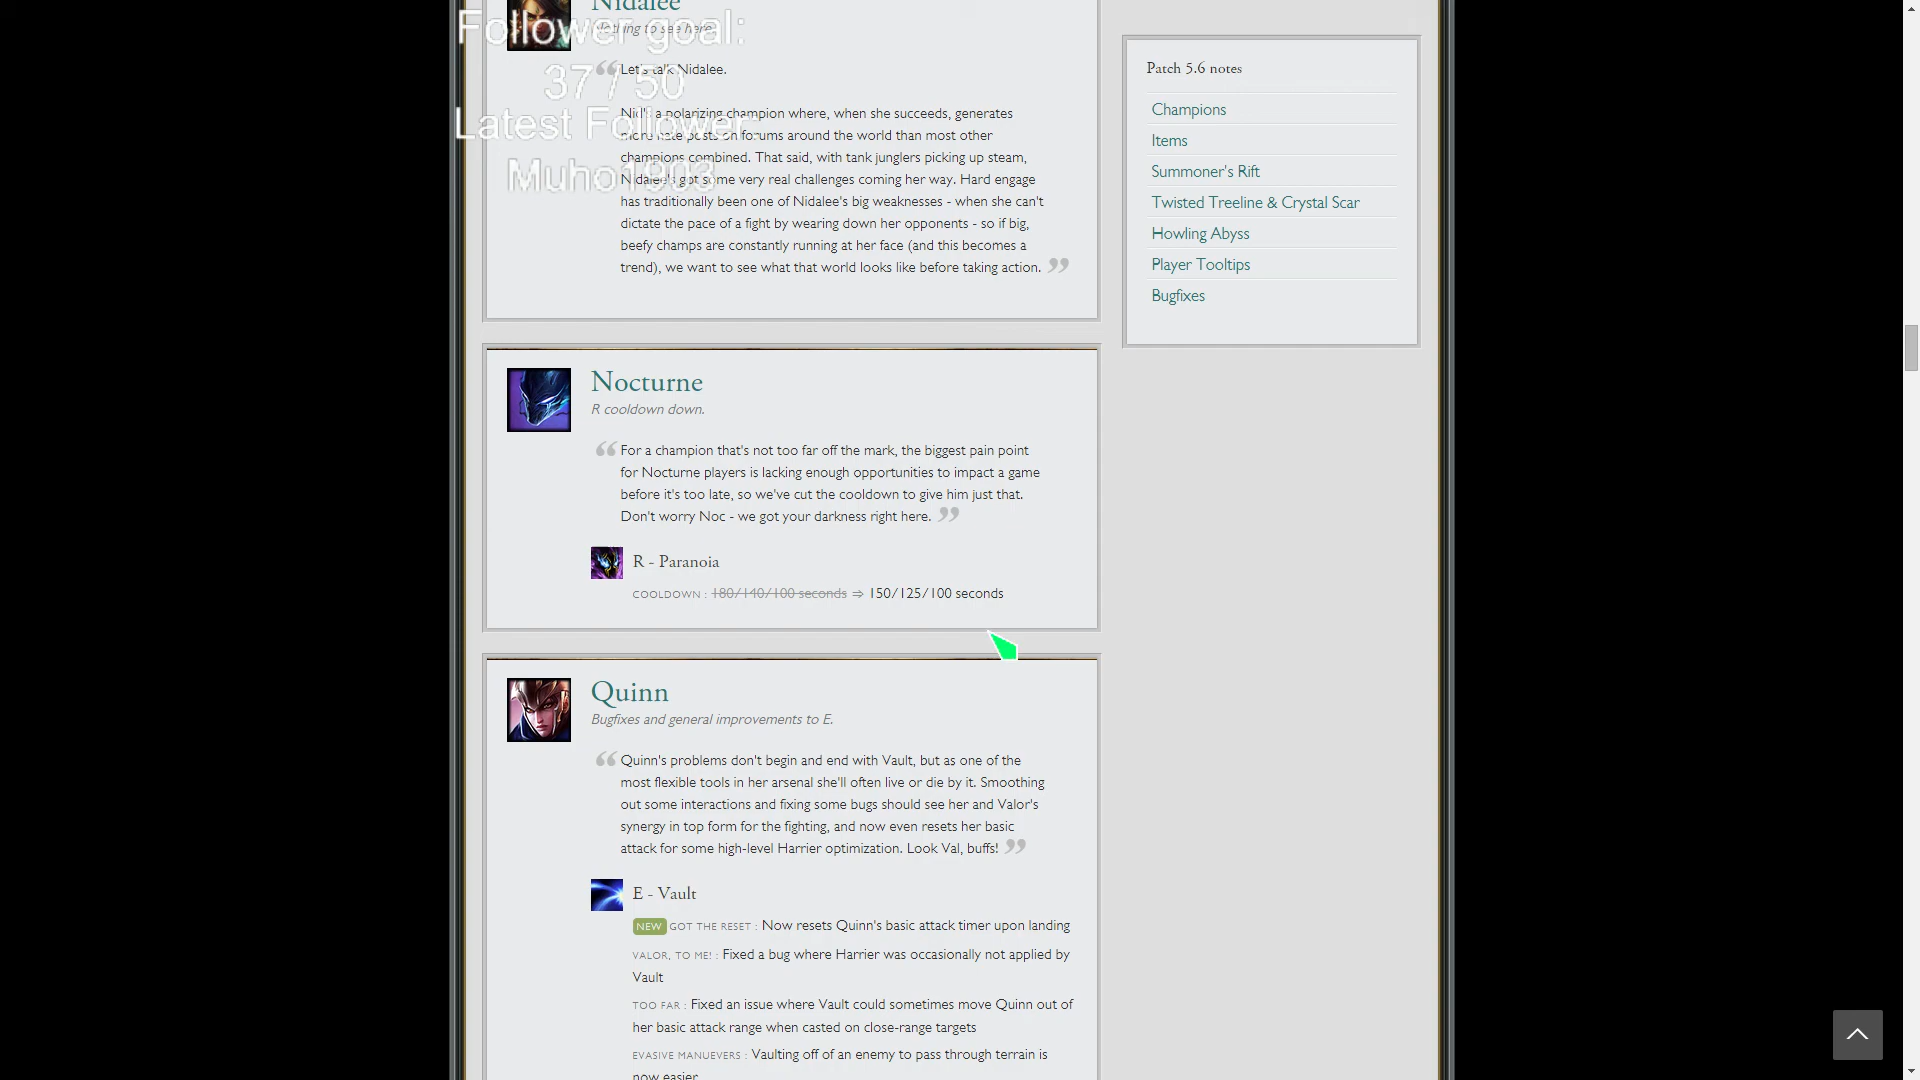 Nidalee
Nothing to see here.
Follower goal:
37 / 50
Latest Follower:
Muho1903
Let's talk Nidalee.
Nid's a polarizing champion where, when she succeeds, generates
more hate posts on forums around the world than most other
champions combined. That said, with tank junglers picking up steam,
Nidalee's got some very real challenges coming her way. Hard engage
has traditionally been one of Nidalee's big weaknesses - when she can't
dictate the pace of a fight by wearing down her opponents - so if big,
beefy champs are constantly running at her face (and this becomes a
trend), we want to see what that world looks like before taking action.
Nocturne
R cooldown down.
For a champion that's not too far off the mark, the biggest pain point
for Nocturne players is lacking enough opportunities to impact a game
before it's too late, so we've cut the cooldown to give him just that.
Don't worry Noc - we got your darkness right here.
R - Paranoia
COOLDOWN : 180/140/100 seconds ⇒ 150/125/100 seconds
Quinn
Bugfixes and general improvements to E.
Quinn's problems don't begin and end with Vault, but as one of the
most flexible tools in her arsenal she'll often live or die by it. Smoothing
out some interactions and fixing some bugs should see her and Valor's
synergy in top form for the fighting, and now even resets her basic
attack for some high-level Harrier optimization. Look Val, buffs!
E - Vault
NEW GOT THE RESET : Now resets Quinn's basic attack timer upon landing
VALOR, TO ME! : Fixed a bug where Harrier was occasionally not applied by
Vault
TOO FAR : Fixed an issue where Vault could sometimes move Quinn out of
her basic attack range when casted on close-range targets
EVASIVE MANUEVERS : Vaulting off of an enemy to pass through terrain is
now easier
Patch 5.6 notes
Champions
Items
Summoner's Rift
Twisted Treeline & Crystal Scar
Howling Abyss
Player Tooltips
Bugfixes